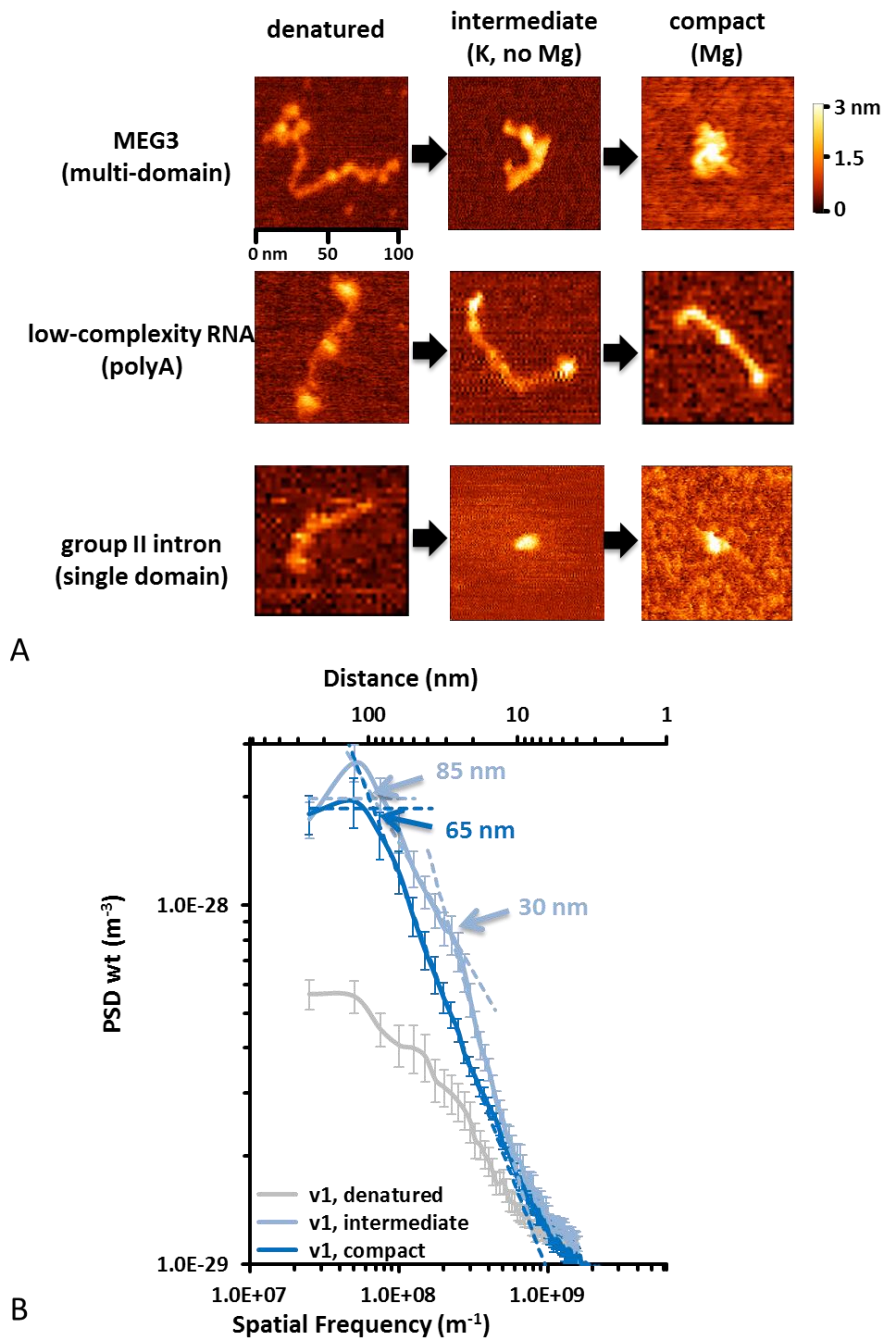 denatured
intermediate
(K, no Mg)
compact
(Mg)
MEG3
(multi-domain)
3 nm
1.5
0
0 nm 50 100
low-complexity RNA
(polyA)
group II intron
(single domain)
A
Distance (nm)
100 10 1
85 nm
65 nm
30 nm
1.0E-28
PSD wt (m-3)
v1, denatured
v1, intermediate
v1, compact
1.0E-29
1.0E+07 1.0E+08 1.0E+09
Spatial Frequency (m-1)
B